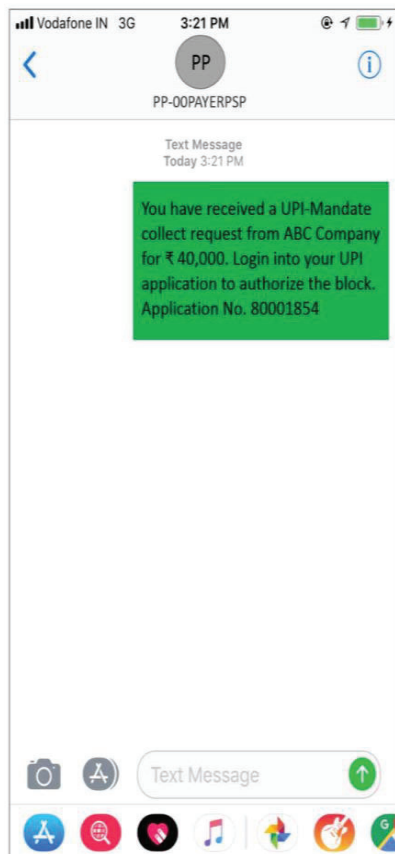 Vodafone IN 3G 3:21 PM
PP
PP-00PAYERPSP
Text Message
Today 3:21 PM
You have received a UPI-Mandate
collect request from ABC Company
for ₹ 40,000. Login into your UPI
application to authorize the block.
Application No. 80001854
Text Message